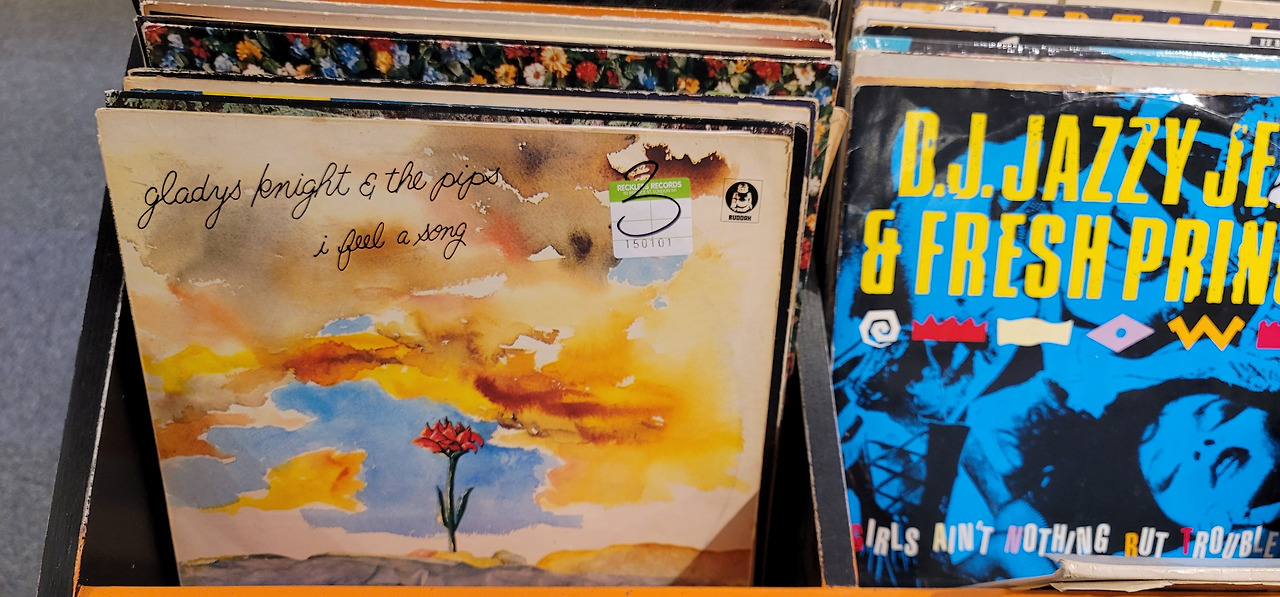 gladys knight & the pips
i feel a song
RECKLESS RECORDS
3
150101
BUDDAH
D.J. JAZZY JE
& FRESH PRIN
GIRLS AIN'T NOTHING BUT TROUBLE